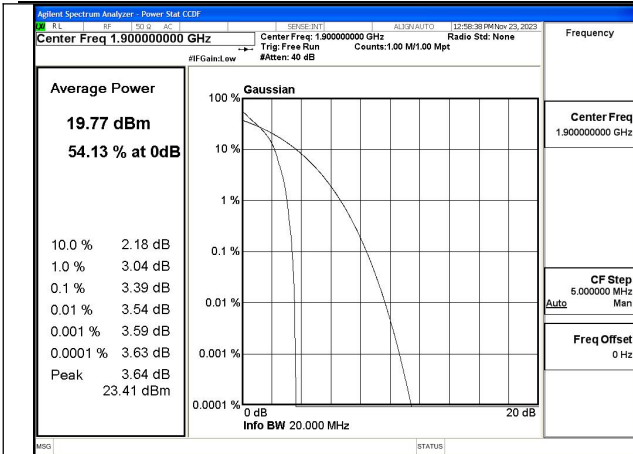 Agilent Spectrum Analyzer - Power Stat CCDF
RL RF 50 Ω AC SENSE:INT ALIGN AUTO 12:58:38 PM Nov 23, 2023
Center Freq 1.900000000 GHz
Center Freq: 1.900000000 GHz Radio Std: None
Trig: Free Run Counts:1.00 M/1.00 Mpt
#IFGain:Low #Atten: 40 dB
Frequency
Average Power
19.77 dBm
54.13 % at 0dB
10.0 % 2.18 dB
1.0 % 3.04 dB
0.1 % 3.39 dB
0.01 % 3.54 dB
0.001 % 3.59 dB
0.0001 % 3.63 dB
Peak 3.64 dB
23.41 dBm
Gaussian
100 %
10 %
1 %
0.1 %
0.01 %
0.001 %
0.0001 %
0 dB 20 dB
Info BW 20.000 MHz
Center Freq
1.900000000 GHz
CF Step
5.000000 MHz
Auto Man
Freq Offset
0 Hz
MSG STATUS